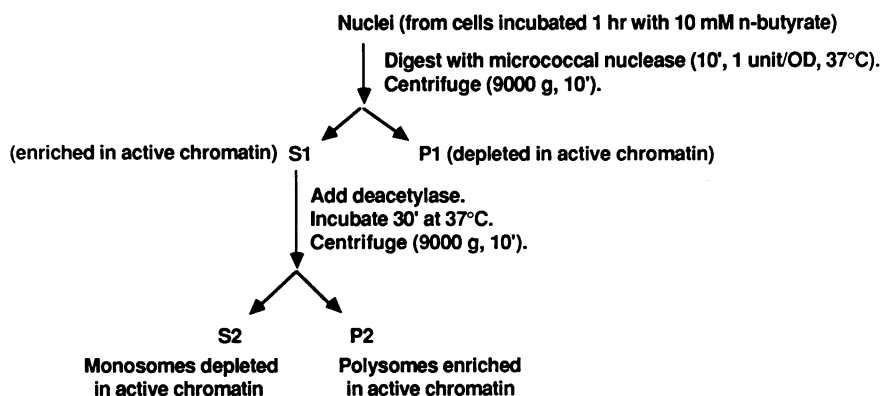 Nuclei (from cells incubated 1 hr with 10 mM n-butyrate)
Digest with micrococcal nuclease (10', 1 unit/OD, 37°C).
Centrifuge (9000 g, 10').
(enriched in active chromatin) S1
P1 (depleted in active chromatin)
Add deacetylase.
Incubate 30' at 37°C.
Centrifuge (9000 g, 10').
S2
Monosomes depleted
in active chromatin
P2
Polysomes enriched
in active chromatin